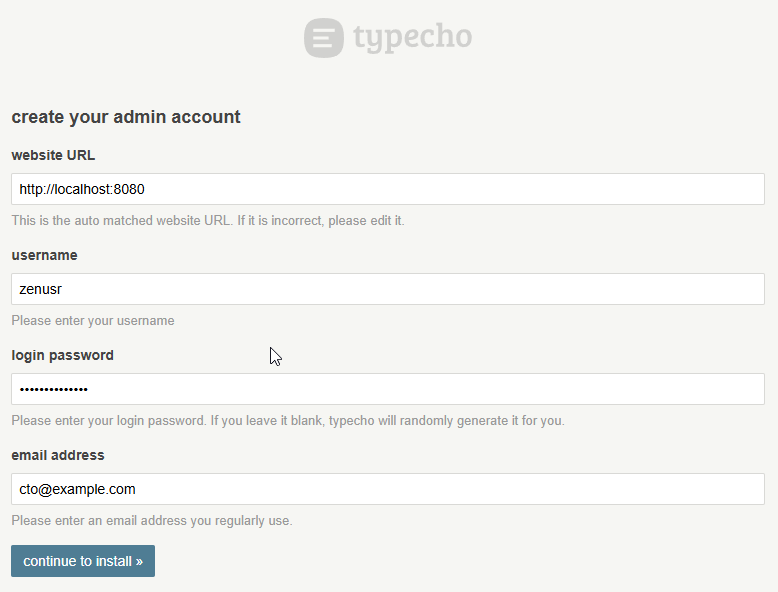 typecho
create your admin account
website URL
http://localhost:8080
This is the auto matched website URL. If it is incorrect, please edit it.
username
zenusr
Please enter your username
login password
••••••••••••••
Please enter your login password. If you leave it blank, typecho will randomly generate it for you.
email address
cto@example.com
Please enter an email address you regularly use.
continue to install »